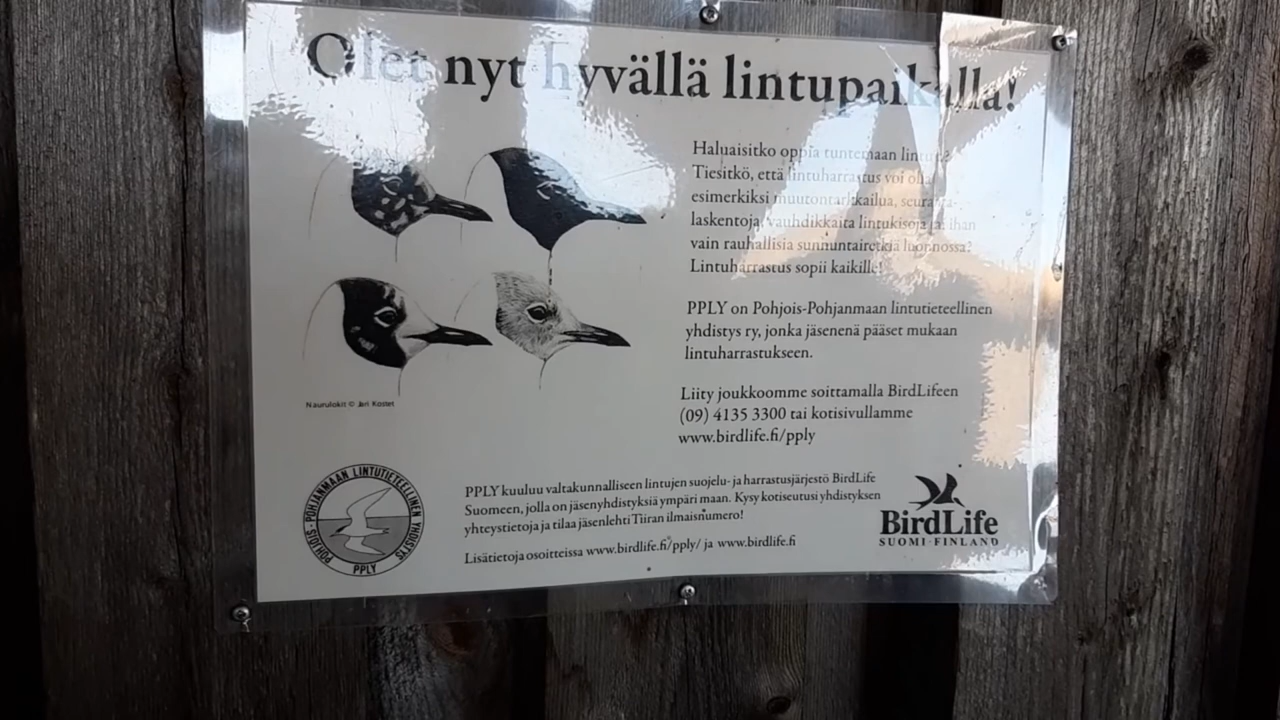 Olet nyt hyvällä lintupaikalla!
Haluaisitko oppia tuntemaan lintuja?
Tiesitkö, että lintuharrastus voi olla
esimerkiksi muutontarkkailua, seuranta-
laskentoja, vauhdikkaita lintukisoja tai ihan
vain rauhallisia sunnuntairetkiä luonnossa?
Lintuharrastus sopii kaikille!
PPLY on Pohjois-Pohjanmaan lintutieteellinen
yhdistys ry, jonka jäsenenä pääset mukaan
lintuharrastukseen.
Liity joukkoomme soittamalla BirdLifeen
(09) 4135 3300 tai kotisivullamme
www.birdlife.fi/pply
Naurulokit © Jari Kostet
POHJOIS-POHJANMAAN LINTUTIETEELLINEN YHDISTYS
PPLY
PPLY kuuluu valtakunnalliseen lintujen suojelu- ja harrastusjärjestö BirdLife
Suomeen, jolla on jäsenyhdistyksiä ympäri maan. Kysy kotiseutusi yhdistyksen
yhteystietoja ja tilaa jäsenlehti Tiiran ilmaisnumero!
Lisätietoja osoitteissa www.birdlife.fi/pply/ ja www.birdlife.fi
BirdLife
SUOMI-FINLAND